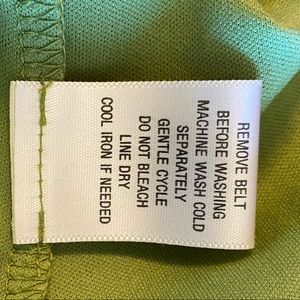 REMOVE BELT
BEFORE WASHING
MACHINE WASH COLD
SEPARATELY
GENTLE CYCLE
DO NOT BLEACH
LINE DRY
COOL IRON IF NEEDED